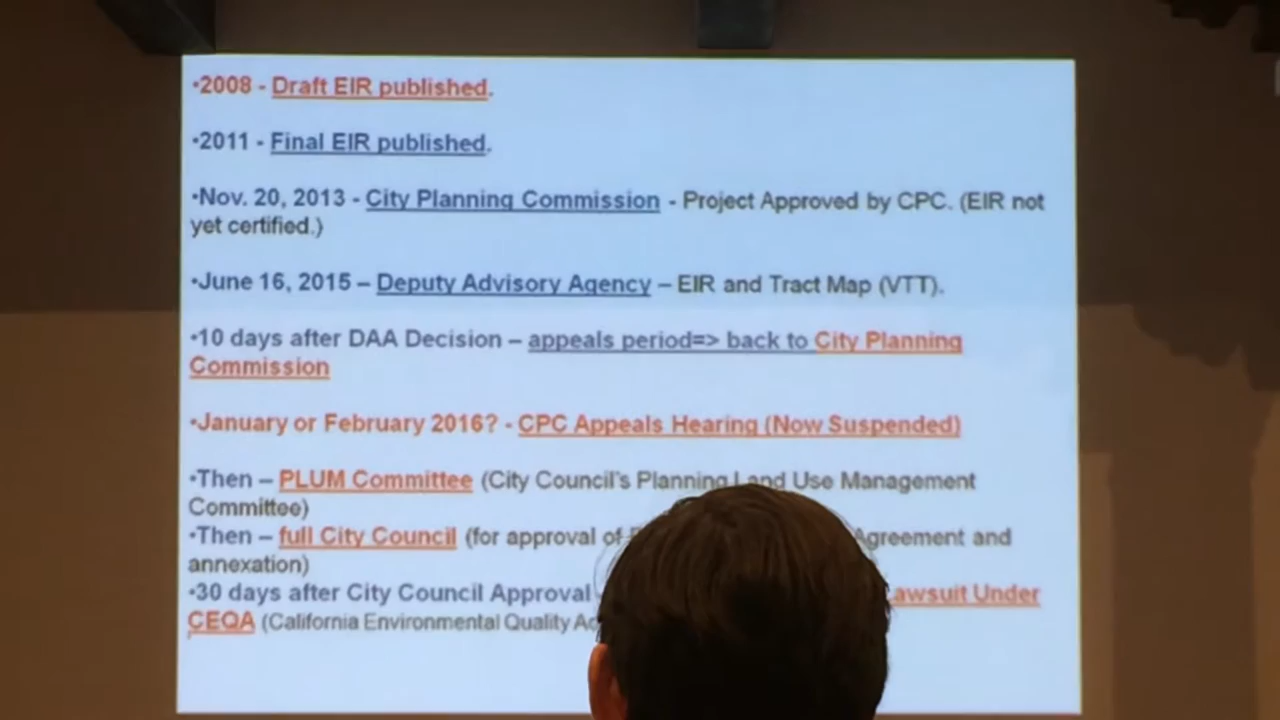 •2008 - Draft EIR published.
•2011 - Final EIR published.
•Nov. 20, 2013 - City Planning Commission - Project Approved by CPC. (EIR not
yet certified.)
•June 16, 2015 – Deputy Advisory Agency – EIR and Tract Map (VTT).
•10 days after DAA Decision – appeals period=> back to City Planning
Commission
•January or February 2016? - CPC Appeals Hearing (Now Suspended)
•Then – PLUM Committee (City Council's Planning Land Use Management
Committee)
•Then – full City Council (for approval of Agreement and
annexation)
•30 days after City Council Approval awsuit Under
CEQA (California Environmental Quality Ac